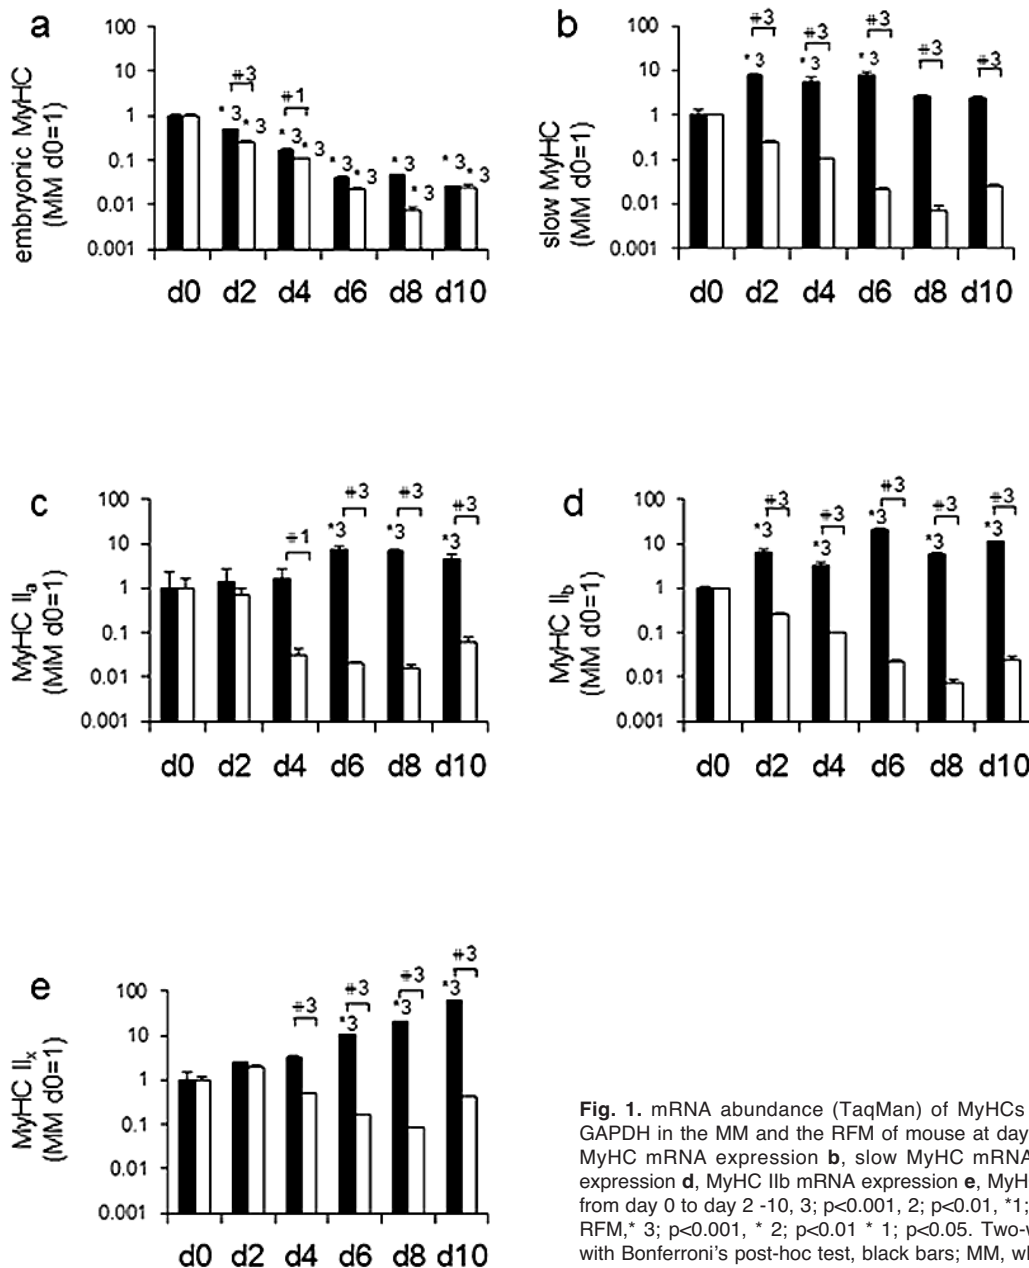 a
embryonic MyHC
(MM d0=1)
100
10
1
0.1
0.01
0.001
#3
#1
* 3
* 3
* 3
* 3
* 3
* 3
* 3
* 3
* 3
* 3
d0 d2 d4 d6 d8 d10
b
slow MyHC
(MM d0=1)
100
10
1
0.1
0.01
0.001
#3
#3
#3
#3
#3
* 3
* 3
* 3
d0 d2 d4 d6 d8 d10
c
MyHC IIa
(MM d0=1)
100
10
1
0.1
0.01
0.001
#1
#3
#3
#3
*3
*3
*3
d0 d2 d4 d6 d8 d10
d
MyHC IIb
(MM d0=1)
100
10
1
0.1
0.01
0.001
#3
#3
#3
#3
#3
*3
*3
*3
*3
*3
d0 d2 d4 d6 d8 d10
e
MyHC IIx
(MM d0=1)
100
10
1
0.1
0.01
0.001
#3
#3
#3
#3
*3
*3
*3
d0 d2 d4 d6 d8 d10
Fig. 1. mRNA abundance (TaqMan) of MyHCs
GAPDH in the MM and the RFM of mouse at day
MyHC mRNA expression b, slow MyHC mRNA
expression d, MyHC IIb mRNA expression e, MyH
from day 0 to day 2 -10, 3; p<0.001, 2; p<0.01, *1;
RFM,* 3; p<0.001, * 2; p<0.01 * 1; p<0.05. Two-w
with Bonferroni's post-hoc test, black bars; MM, wh